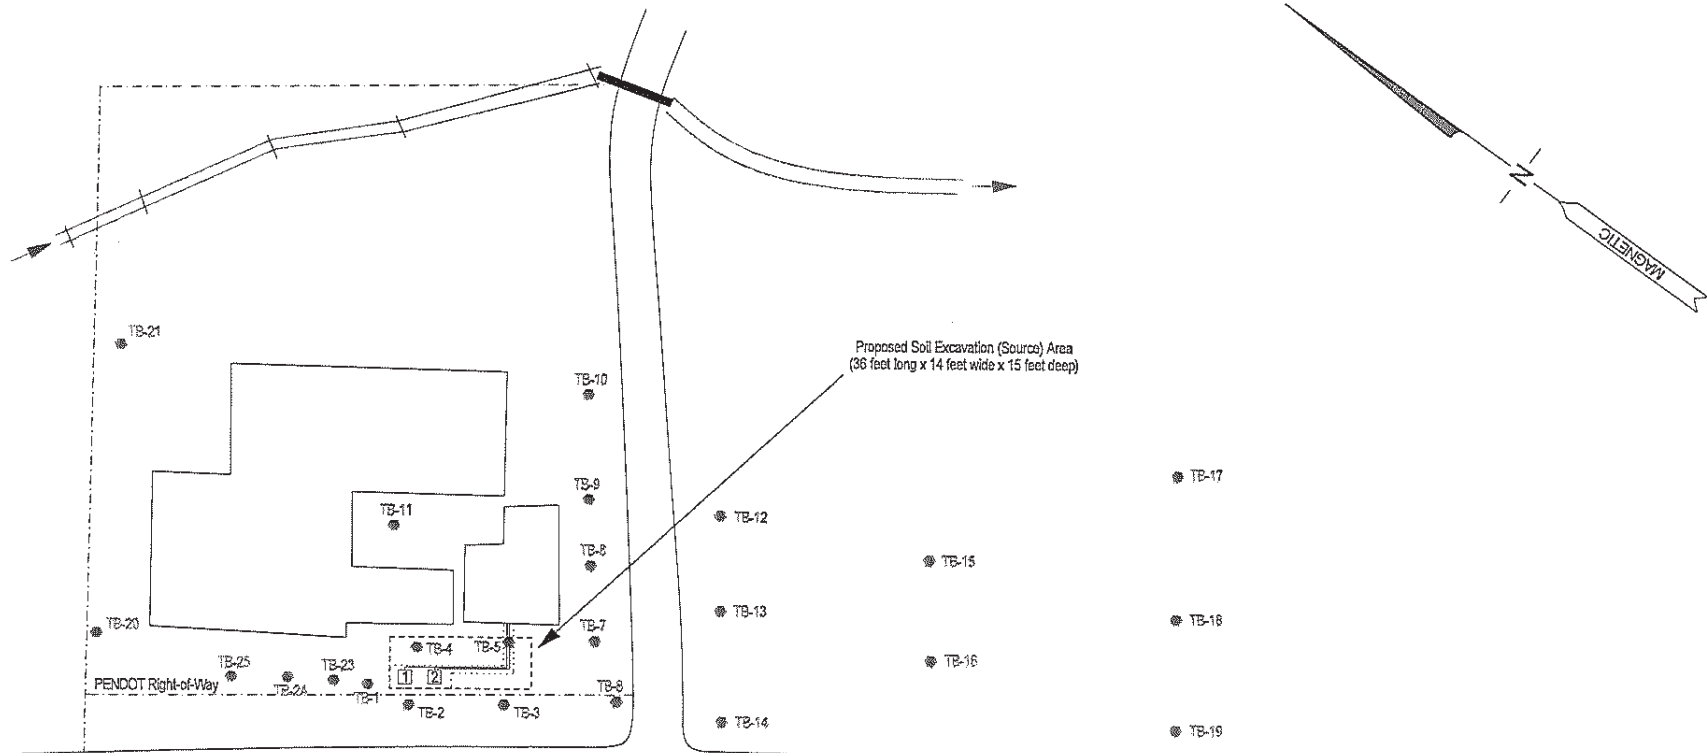 N
MAGNETIC
TB-21
Proposed Soil Excavation (Source) Area
(36 feet long x 14 feet wide x 15 feet deep)
TB-10
TB-17
TB-9
TB-11
TB-12
TB-15
TB-8
TB-13
TB-18
TB-20
TB-7
TB-4
TB-5
TB-16
TB-25
TB-24
TB-23
TB-1
1
2
PENDOT Right-of-Way
TB-2
TB-3
TB-6
TB-14
TB-19